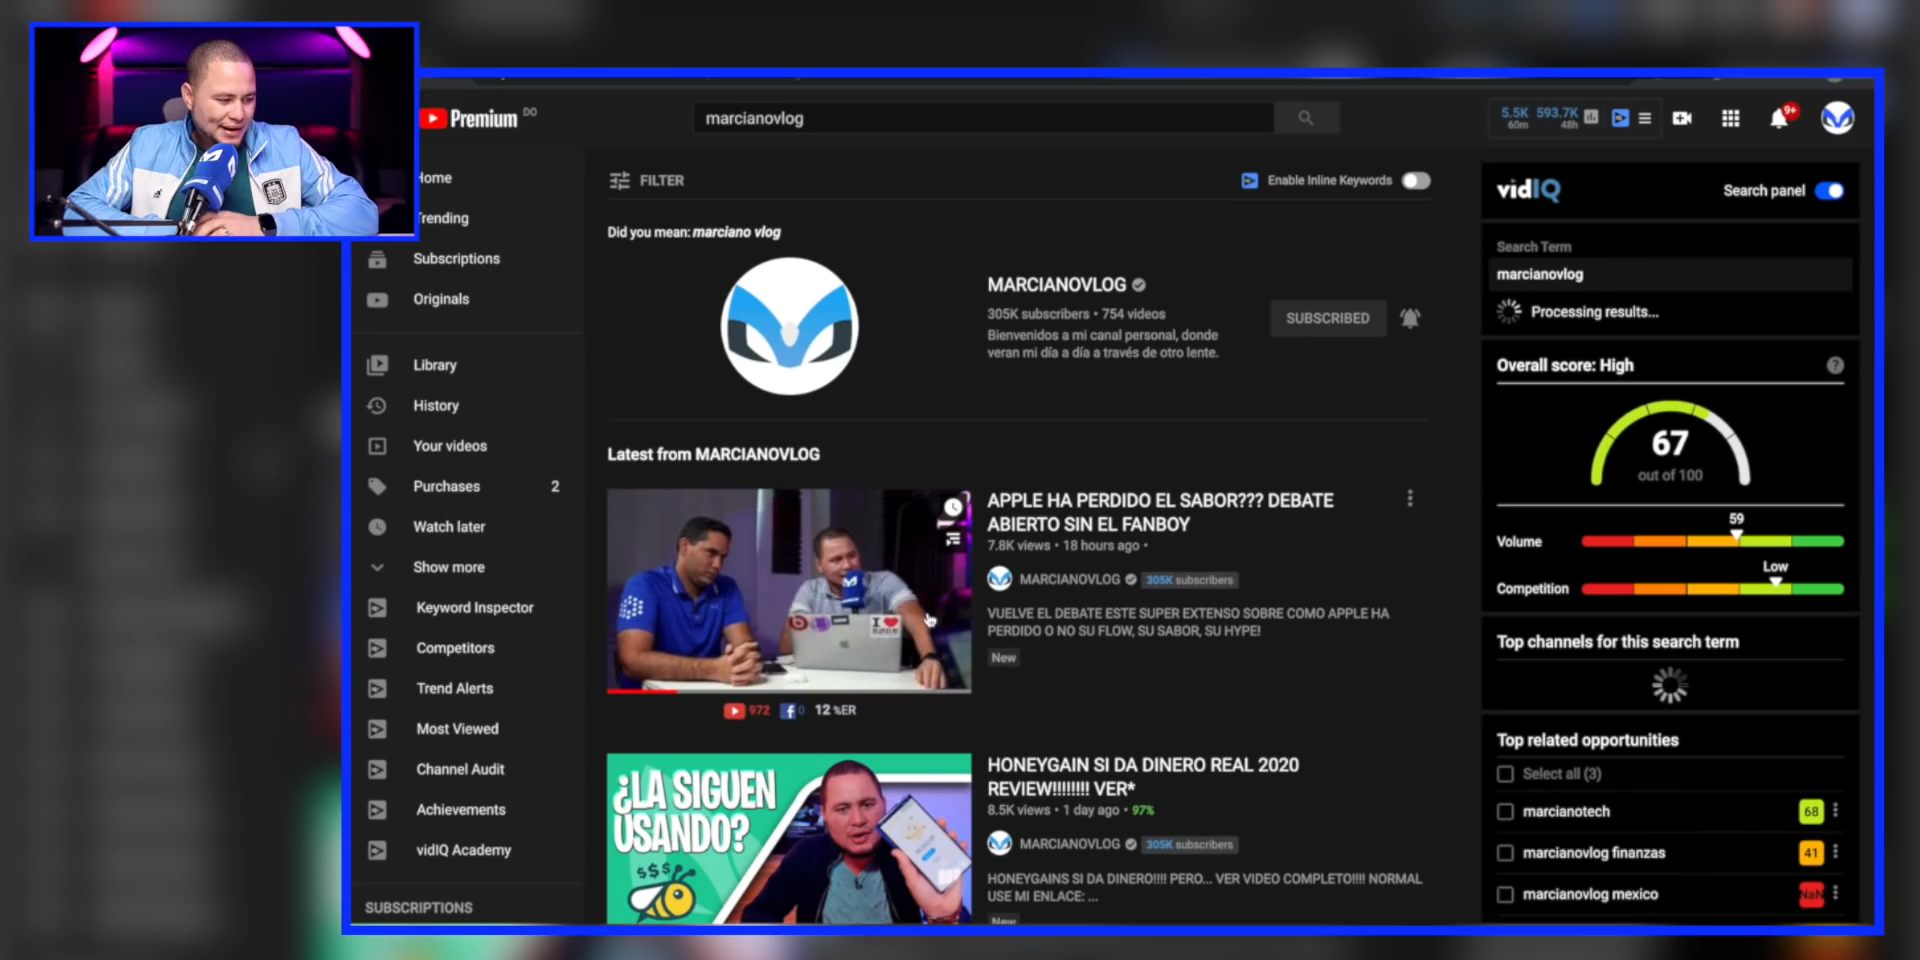 Premium DO
marcianovlog
5.5K 593.7K
60m 48h
9+
Home
Trending
Subscriptions
Originals
Library
History
Your videos
Purchases 2
Watch later
Show more
Keyword Inspector
Competitors
Trend Alerts
Most Viewed
Channel Audit
Achievements
vidIQ Academy
SUBSCRIPTIONS
FILTER
Enable Inline Keywords
Did you mean: marciano vlog
MARCIANOVLOG
305K subscribers • 754 videos
Bienvenidos a mi canal personal, donde
veran mi día a día a través de otro lente.
SUBSCRIBED
Latest from MARCIANOVLOG
I ❤
APPLE HA PERDIDO EL SABOR??? DEBATE
ABIERTO SIN EL FANBOY
7.8K views • 18 hours ago •
MARCIANOVLOG 305K subscribers
VUELVE EL DEBATE ESTE SUPER EXTENSO SOBRE COMO APPLE HA
PERDIDO O NO SU FLOW, SU SABOR, SU HYPE!
New
972 f 0 12 %ER
¿LA SIGUEN
USANDO?
$$$
HONEYGAIN SI DA DINERO REAL 2020
REVIEW!!!!!!!! VER*
8.5K views • 1 day ago • 97%
MARCIANOVLOG 305K subscribers
HONEYGAINS SI DA DINERO!!!! PERO... VER VIDEO COMPLETO!!!! NORMAL
USE MI ENLACE: ...
New
vidIQ
Search panel
Search Term
marcianovlog
Processing results...
Overall score: High ?
67
out of 100
59
Volume
Low
Competition
Top channels for this search term
Top related opportunities
Select all (3)
marcianotech 68
marcianovlog finanzas 41
marcianovlog mexico NaN